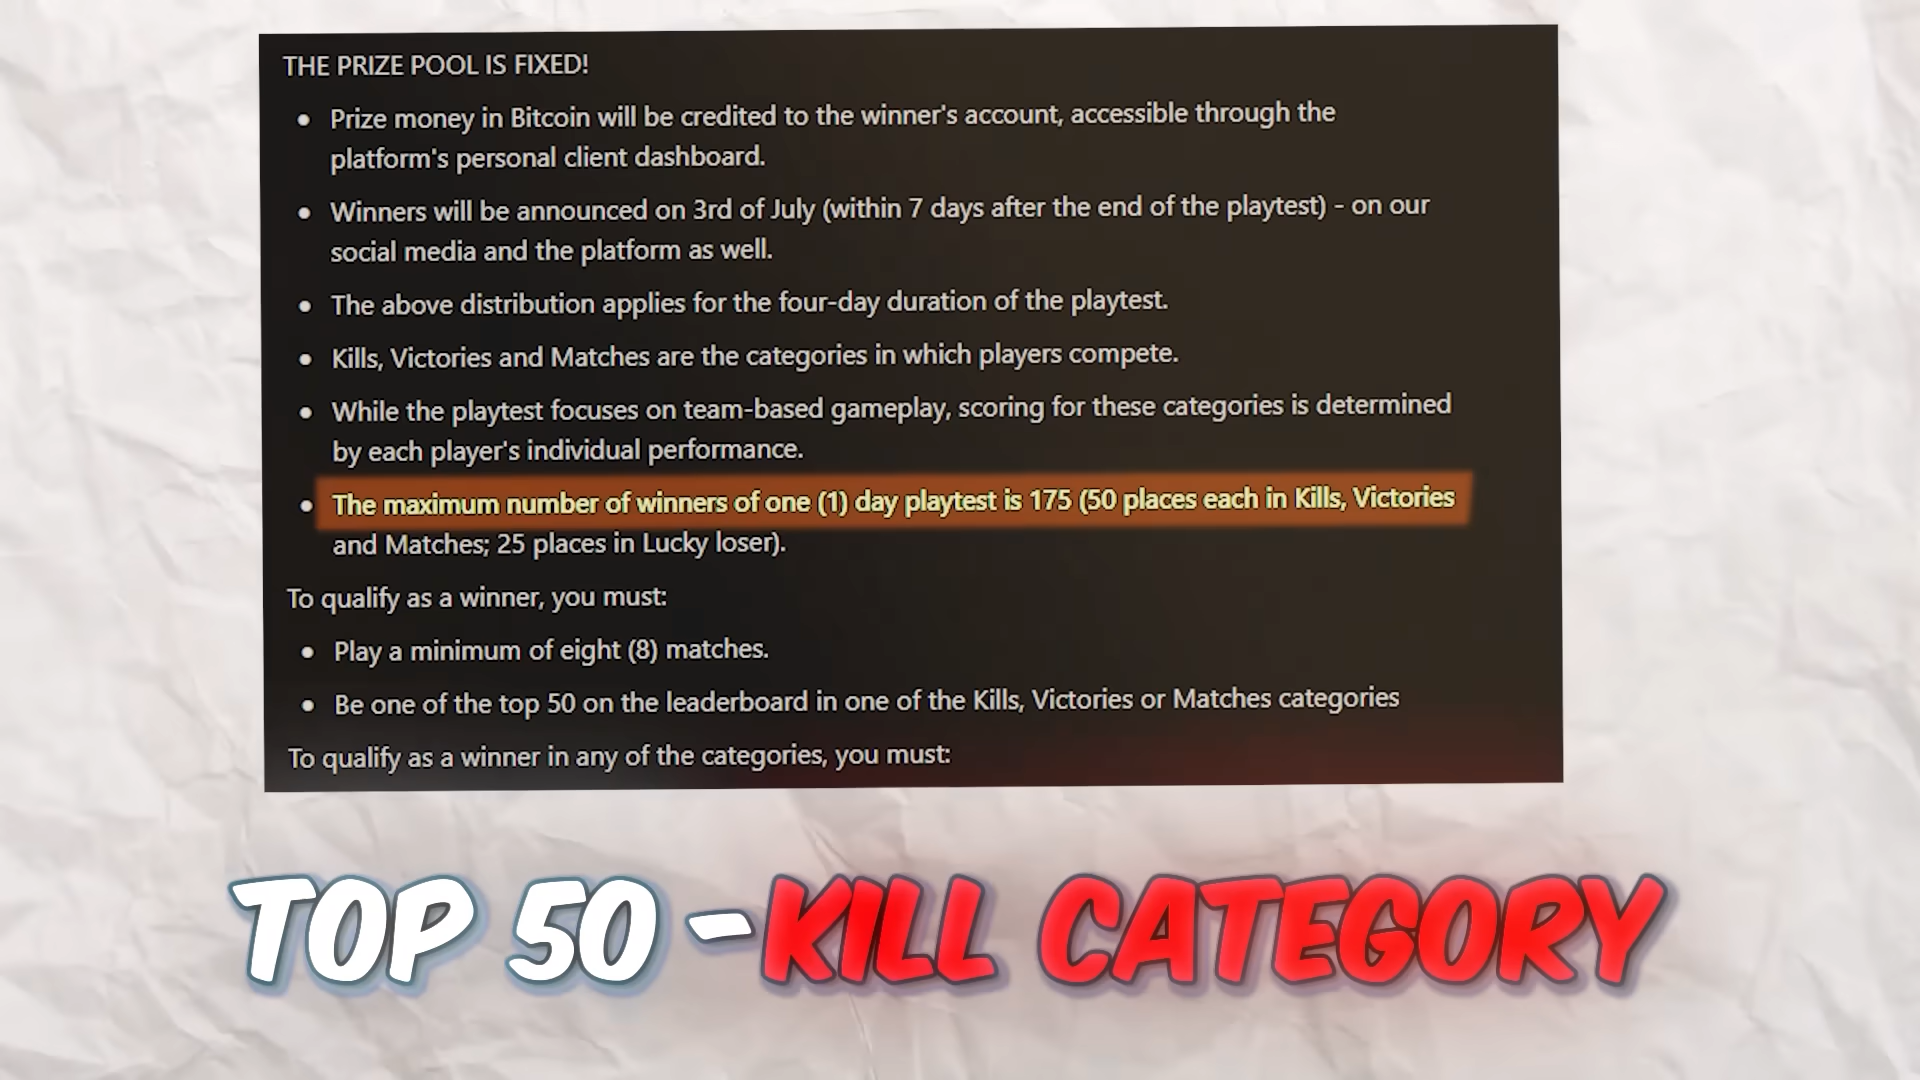 THE PRIZE POOL IS FIXED!
• Prize money in Bitcoin will be credited to the winner's account, accessible through the
platform's personal client dashboard.
• Winners will be announced on 3rd of July (within 7 days after the end of the playtest) - on our
social media and the platform as well.
• The above distribution applies for the four-day duration of the playtest.
• Kills, Victories and Matches are the categories in which players compete.
• While the playtest focuses on team-based gameplay, scoring for these categories is determined
by each player's individual performance.
• The maximum number of winners of one (1) day playtest is 175 (50 places each in Kills, Victories
and Matches; 25 places in Lucky loser).
To qualify as a winner, you must:
• Play a minimum of eight (8) matches.
• Be one of the top 50 on the leaderboard in one of the Kills, Victories or Matches categories
To qualify as a winner in any of the categories, you must:
TOP 50 - KILL CATEGORY